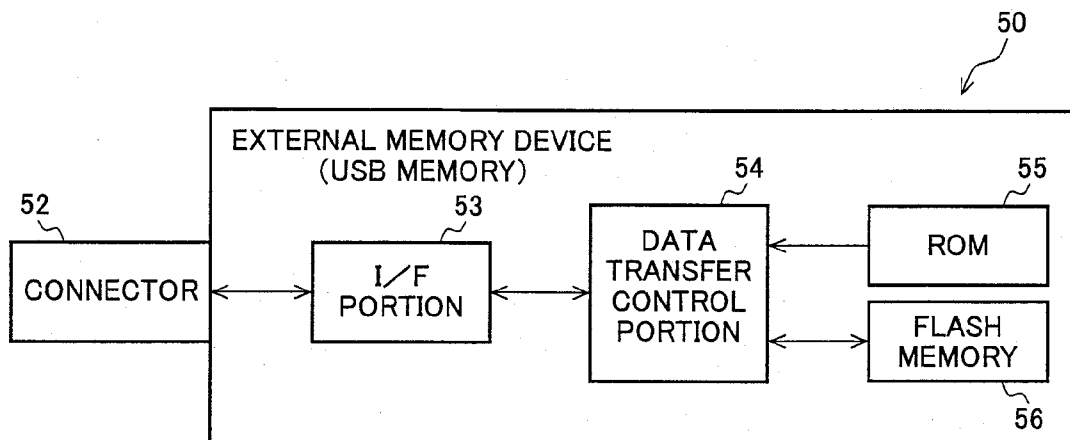 50
EXTERNAL MEMORY DEVICE
(USB MEMORY)
52
CONNECTOR
53
I/F
PORTION
54
DATA
TRANSFER
CONTROL
PORTION
55
ROM
FLASH
MEMORY
56